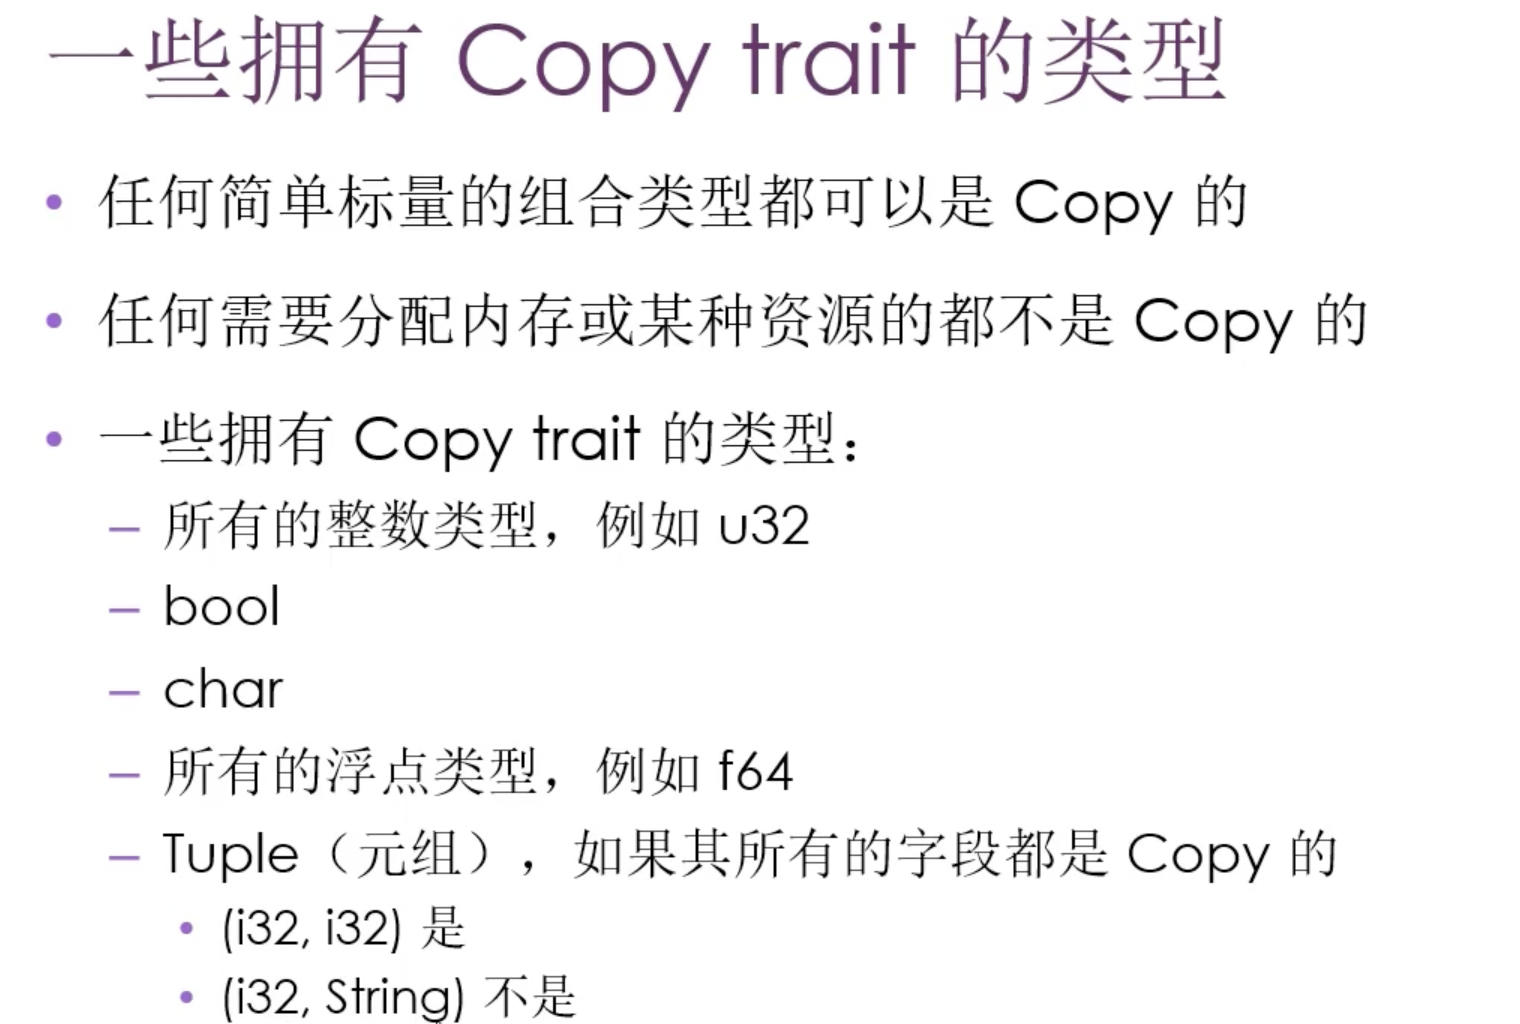 一些拥有 Copy trait 的类型
• 任何简单标量的组合类型都可以是 Copy 的
• 任何需要分配内存或某种资源的都不是 Copy 的
• 一些拥有 Copy trait 的类型：
– 所有的整数类型，例如 u32
– bool
– char
– 所有的浮点类型，例如 f64
– Tuple（元组），如果其所有的字段都是 Copy 的
• (i32, i32) 是
• (i32, String) 不是